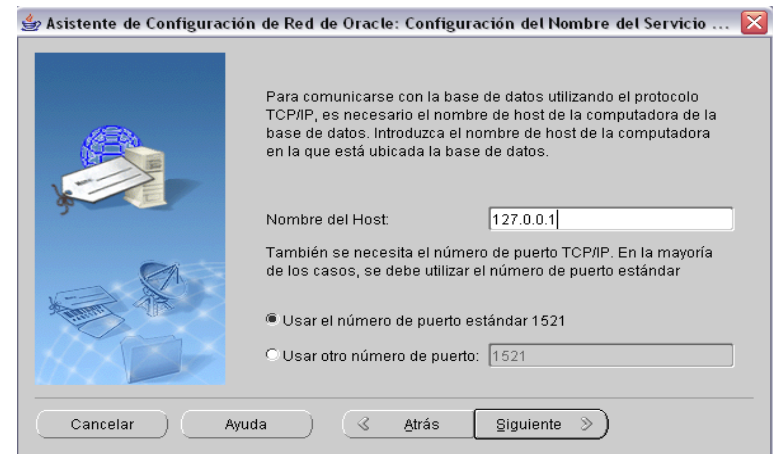 Asistente de Configuración de Red de Oracle: Configuración del Nombre del Servicio ...
Para comunicarse con la base de datos utilizando el protocolo
TCP/IP, es necesario el nombre de host de la computadora de la
base de datos. Introduzca el nombre de host de la computadora
en la que está ubicada la base de datos.
Nombre del Host: 127.0.0.1
También se necesita el número de puerto TCP/IP. En la mayoría
de los casos, se debe utilizar el número de puerto estándar
Usar el número de puerto estándar 1521
Usar otro número de puerto: 1521
Cancelar Ayuda Atrás Siguiente